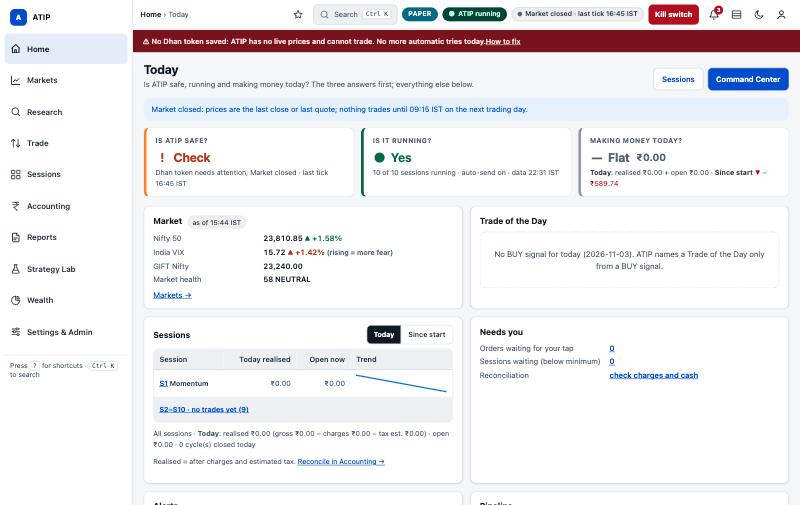 A ATIP
Home › Today
Search Ctrl K
PAPER
ATIP running
Market closed · last tick 16:45 IST
Kill switch
3
⚠ No Dhan token saved: ATIP has no live prices and cannot trade. No more automatic tries today. How to fix
Home
Markets
Research
Trade
Sessions
Accounting
Reports
Strategy Lab
Wealth
Settings & Admin
Press ? for shortcuts · Ctrl K to search
Today
Is ATIP safe, running and making money today? The three answers first; everything else below.
Sessions
Command Center
Market closed: prices are the last close or last quote; nothing trades until 09:15 IST on the next trading day.
IS ATIP SAFE?
! Check
Dhan token needs attention; Market closed · last tick
16:45 IST
IS IT RUNNING?
● Yes
10 of 10 sessions running · auto-send on · data 22:31 IST
MAKING MONEY TODAY?
— Flat ₹0.00
Today: realised ₹0.00 + open ₹0.00 · Since start ▼ −
₹589.74
Market as of 15:44 IST
Nifty 50 23,810.85 ▲ +1.58%
India VIX 15.72 ▲ +1.42% (rising = more fear)
GIFT Nifty 23,240.00
Market health 58 NEUTRAL
Markets →
Trade of the Day
No BUY signal for today (2026-11-03). ATIP names a Trade of the Day only
from a BUY signal.
Sessions
Today Since start
Session Today realised Open now Trend
S1 Momentum ₹0.00 ₹0.00
S2–S10 · no trades yet (9)
All sessions · Today: realised ₹0.00 (gross ₹0.00 − charges ₹0.00 − tax est. ₹0.00) · open
₹0.00 · 0 cycle(s) closed today
Realised = after charges and estimated tax. Reconcile in Accounting →
Needs you
Orders waiting for your tap 0
Sessions waiting (below minimum) 0
Reconciliation check charges and cash
Alerts
Pipeline